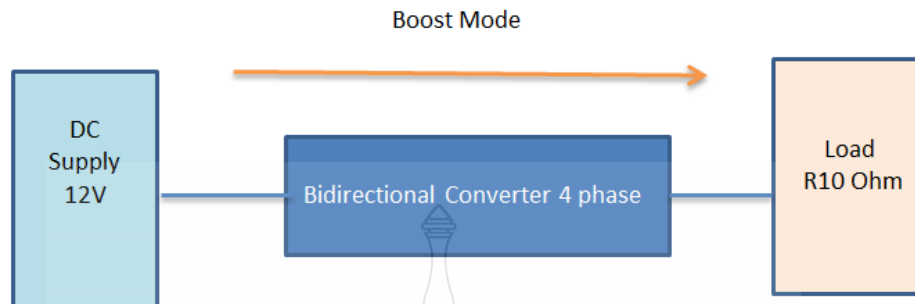 Boost Mode
DC
Supply
12V
Bidirectional Converter 4 phase
Load
R10 Ohm